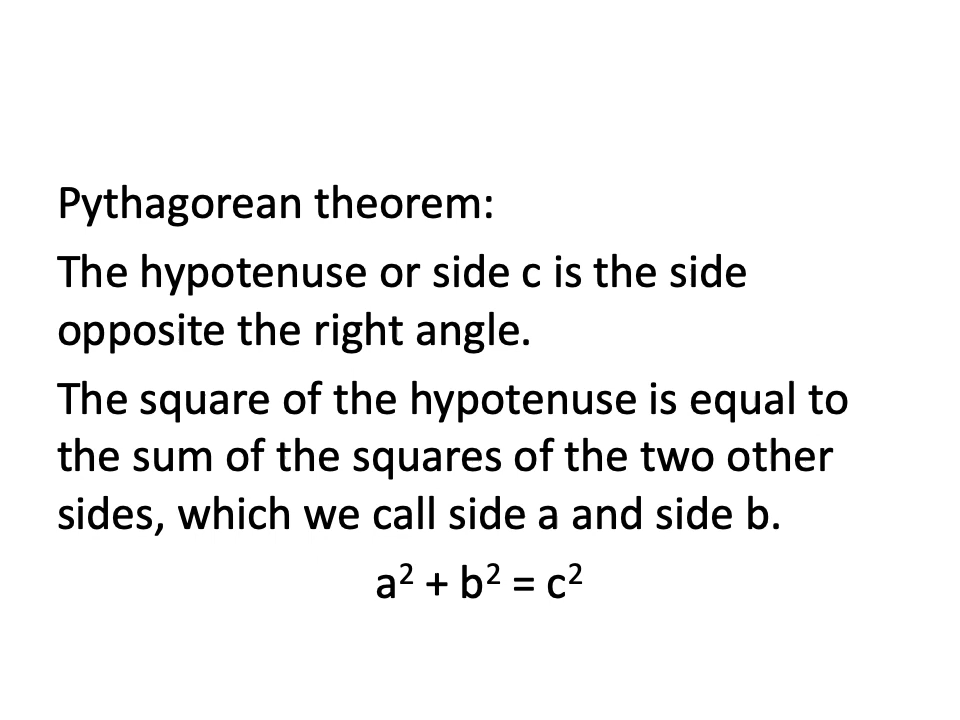 Pythagorean theorem:
The hypotenuse or side c is the side
opposite the right angle.
The square of the hypotenuse is equal to
the sum of the squares of the two other
sides, which we call side a and side b.
a² + b² = c²